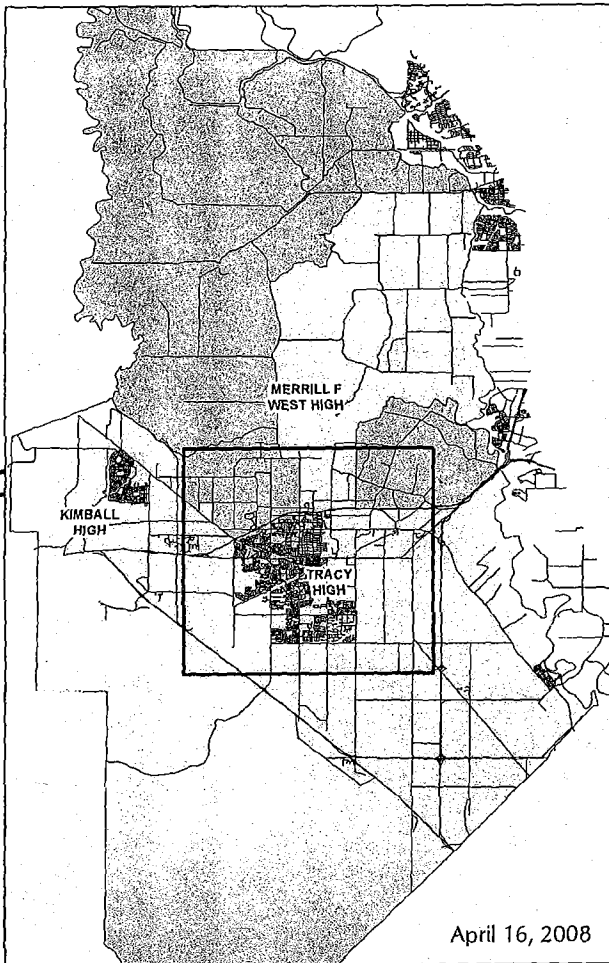 MERRILL F
WEST HIGH
KIMBALL
HIGH
TRACY
HIGH
April 16, 2008